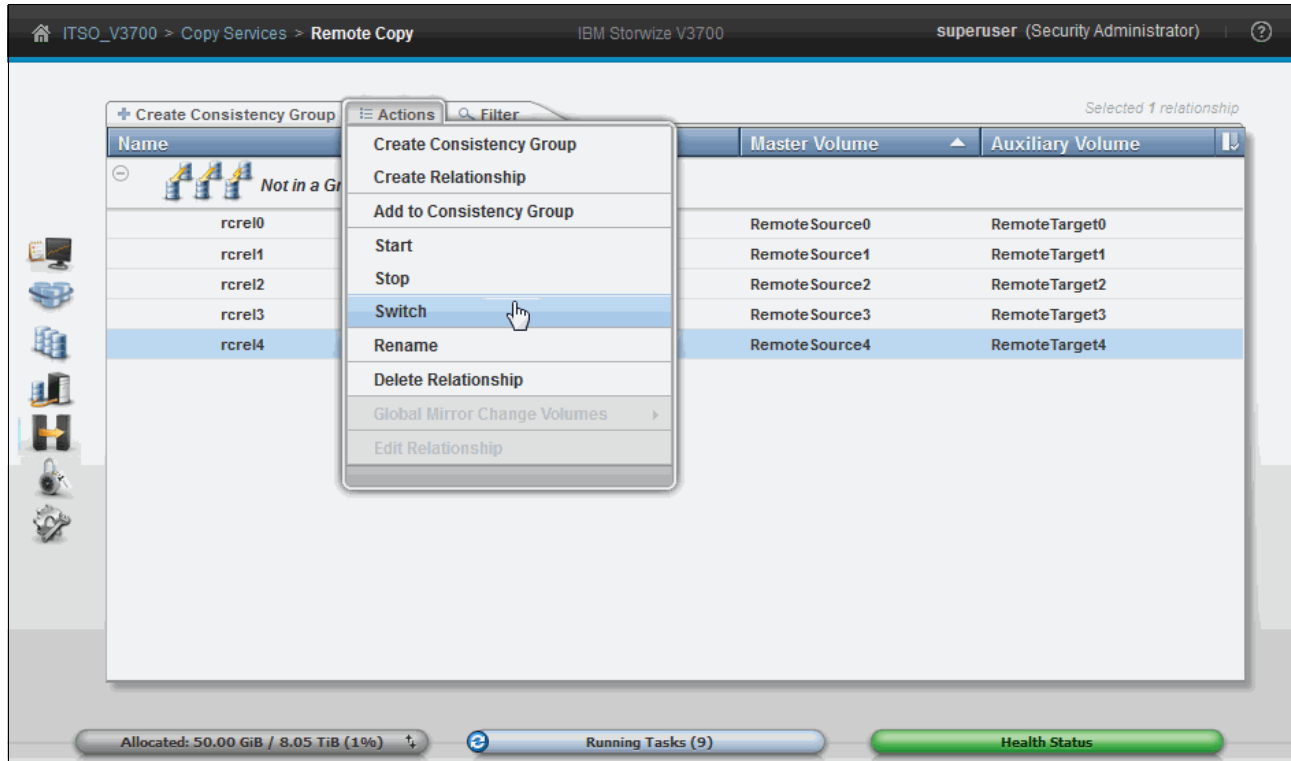 ITSO_V3700 > Copy Services > Remote Copy IBM Storwize V3700 superuser (Security Administrator) ?
Selected 1 relationship
Create Consistency Group Actions Filter
Name Master Volume Auxiliary Volume
Create Consistency Group
Not in a Gr
Create Relationship
Add to Consistency Group
rcrel0 RemoteSource0 RemoteTarget0
Start
rcrel1 RemoteSource1 RemoteTarget1
Stop
rcrel2 RemoteSource2 RemoteTarget2
Switch
rcrel3 RemoteSource3 RemoteTarget3
Rename
rcrel4 RemoteSource4 RemoteTarget4
Delete Relationship
Global Mirror Change Volumes
Edit Relationship
Allocated: 50.00 GiB / 8.05 TiB (1%) Running Tasks (9) Health Status